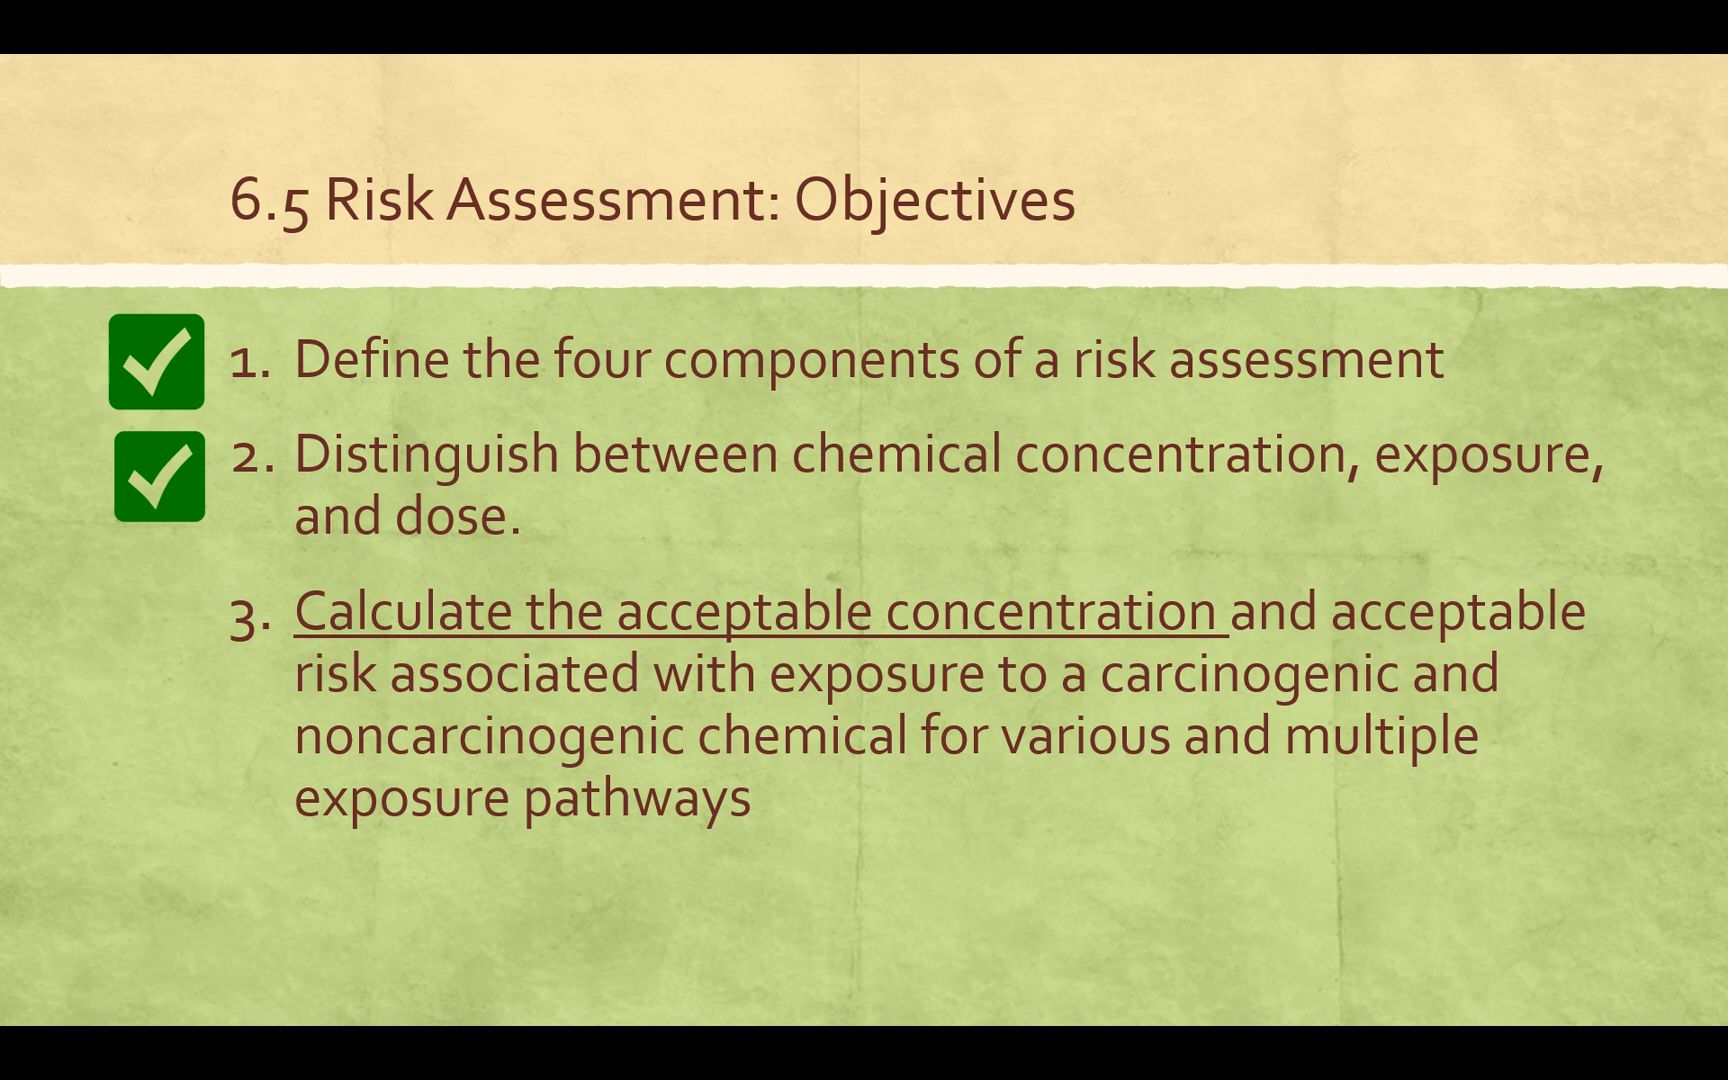 6.5 Risk Assessment: Objectives
1. Define the four components of a risk assessment
2. Distinguish between chemical concentration, exposure,
and dose.
3. Calculate the acceptable concentration and acceptable
risk associated with exposure to a carcinogenic and
noncarcinogenic chemical for various and multiple
exposure pathways